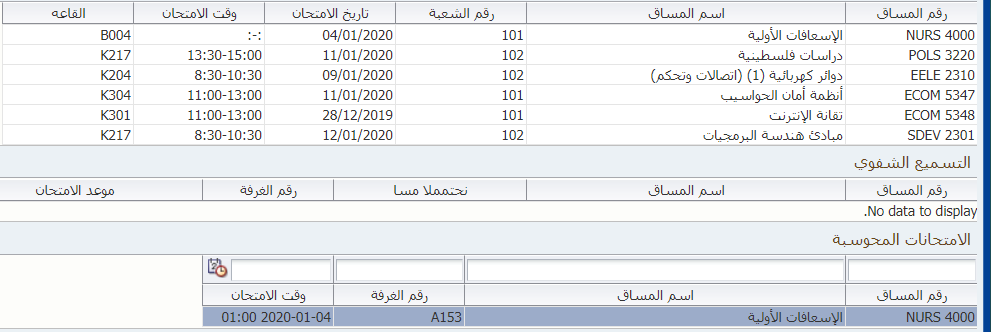 رقم المساق اسم المساق رقم الشعبة تاريخ الامتحان وقت الامتحان القاعه
NURS 4000 الإسعافات الأولية 101 04/01/2020 :-: B004
POLS 3220 دراسات فلسطينية 102 11/01/2020 13:30-15:00 K217
EELE 2310 دوائر كهربائية (1) (اتصالات وتحكم) 102 09/01/2020 8:30-10:30 K204
ECOM 5347 أنظمة أمان الحواسيب 101 11/01/2020 11:00-13:00 K304
ECOM 5348 تقانة الإنترنت 101 28/12/2019 11:00-13:00 K301
SDEV 2301 مبادئ هندسة البرمجيات 102 12/01/2020 8:30-10:30 K217
التسميع الشفوي
رقم المساق اسم المساق نحتمملا مسا رقم الغرفة موعد الامتحان
.No data to display
الامتحانات المحوسبة
رقم المساق اسم المساق رقم الغرفة وقت الامتحان
NURS 4000 الإسعافات الأولية A153 01:00 2020-01-04